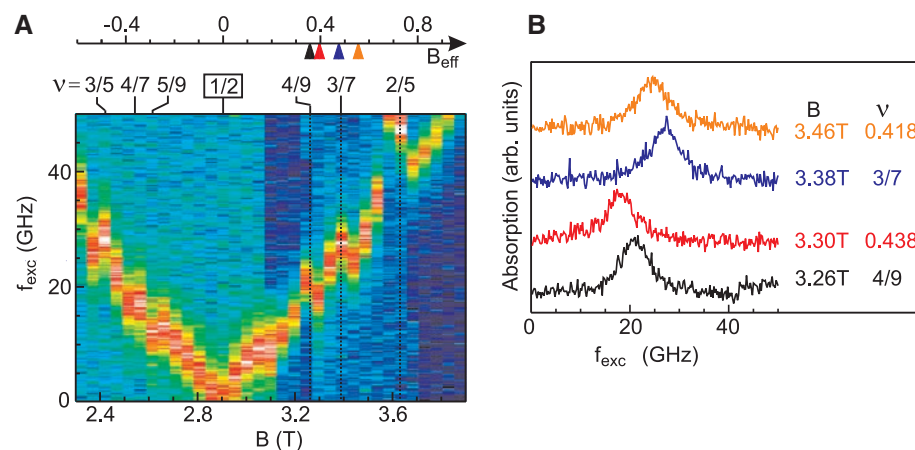 A
-0.4 0 0.4 0.8
B_eff
ν = 3/5 4/7 5/9 1/2 4/9 3/7 2/5
40
20
0
f_exc (GHz)
2.4 2.8 3.2 3.6
B (T)
B
Absorption (arb. units)
B ν
3.46T 0.418
3.38T 3/7
3.30T 0.438
3.26T 4/9
0 20 40
f_exc (GHz)